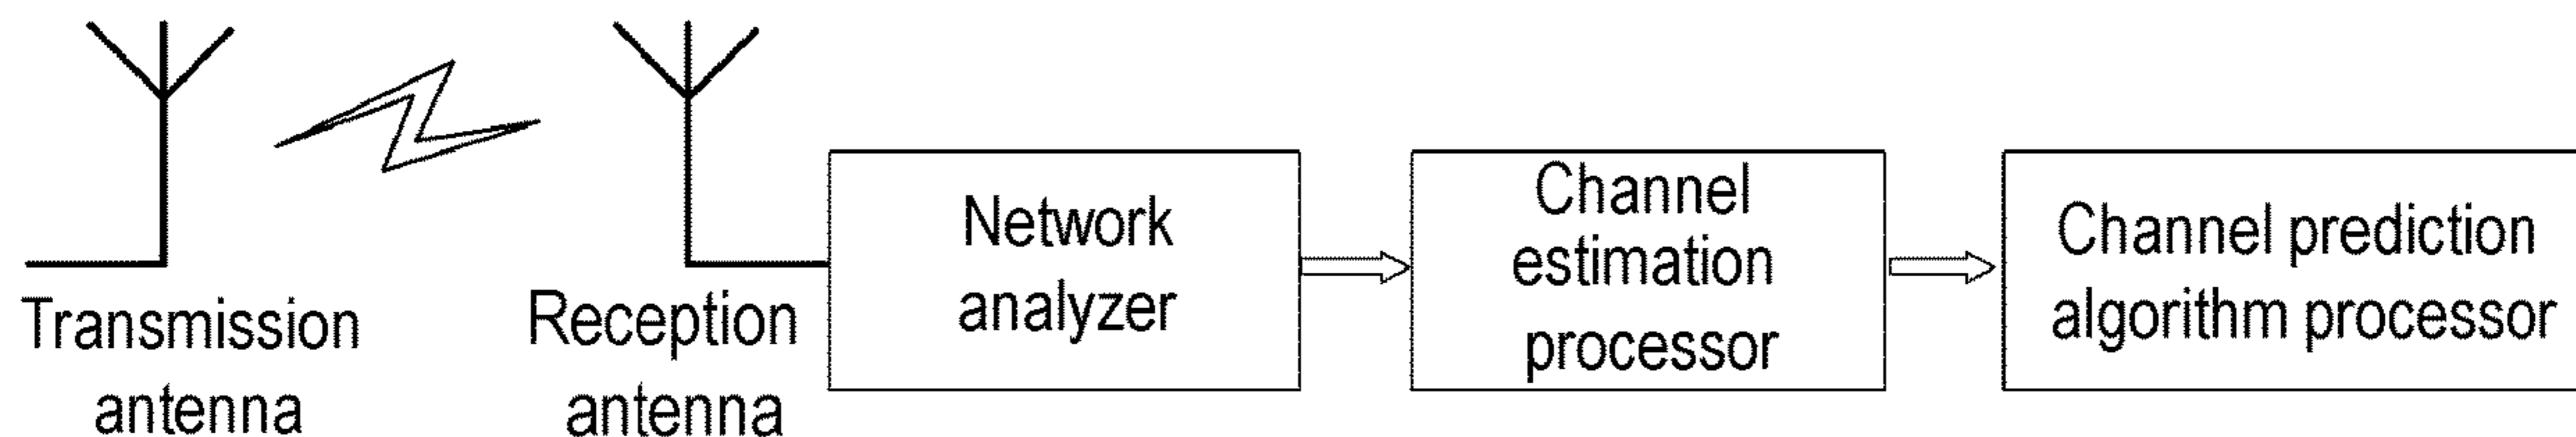 Transmission
antenna
Reception
antenna
Network
analyzer
Channel
estimation
processor
Channel prediction
algorithm processor